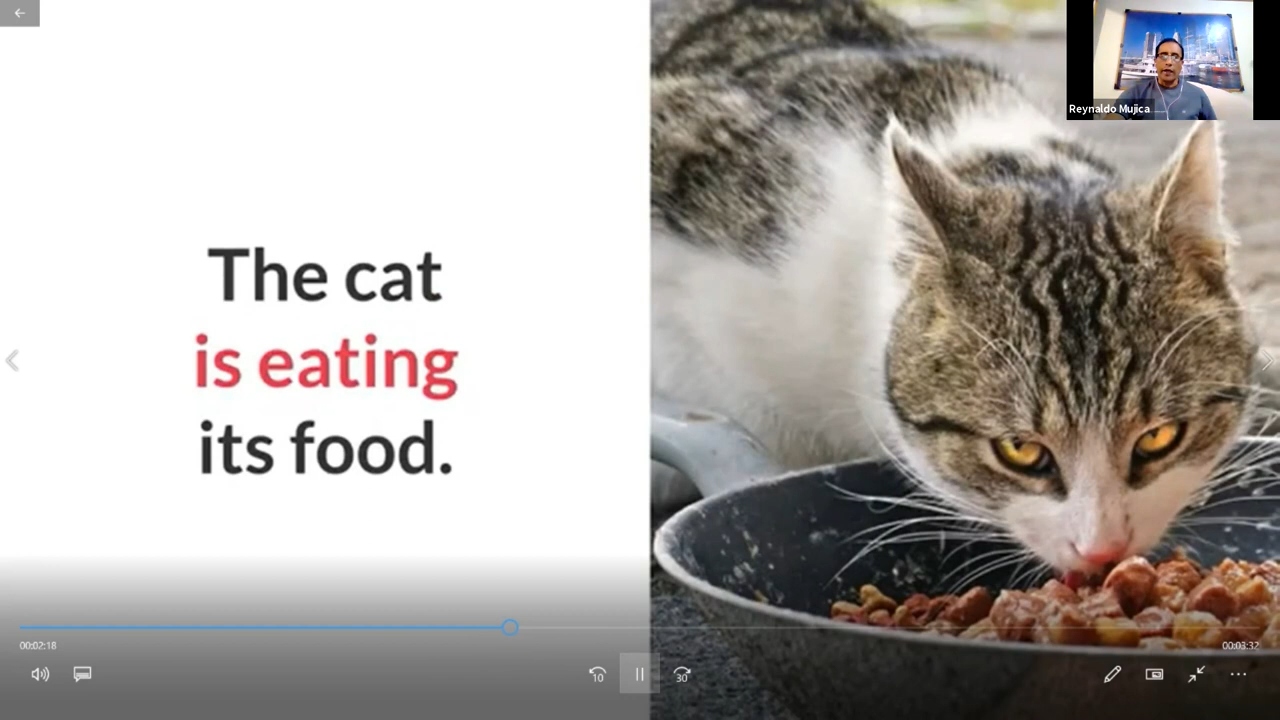 Reynaldo Mujica
The cat
is eating
its food.
00:02:18
00:03:32
10
30